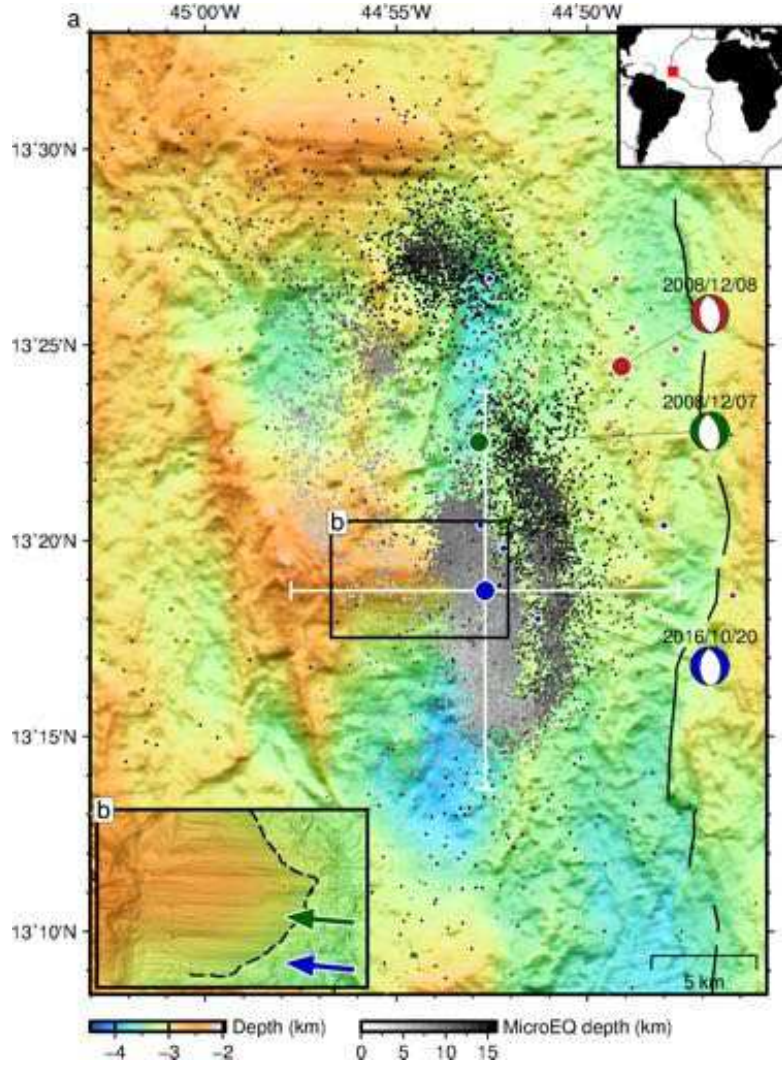 a
45°00'W 44°55'W 44°50'W
13°30'N
2008/12/08
13°25'N
2008/12/07
13°20'N
b
2016/10/20
13°15'N
b
13°10'N
5 km
Depth (km)
−4 −3 −2
MicroEQ depth (km)
0 5 10 15